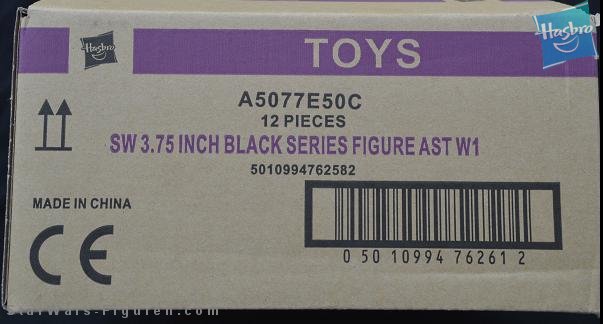 Hasbro
TOYS
Hasbro
A5077E50C
12 PIECES
SW 3.75 INCH BLACK SERIES FIGURE AST W1
5010994762582
MADE IN CHINA
CE
0 50 10994 76261 2
StarWars-Figuren.com